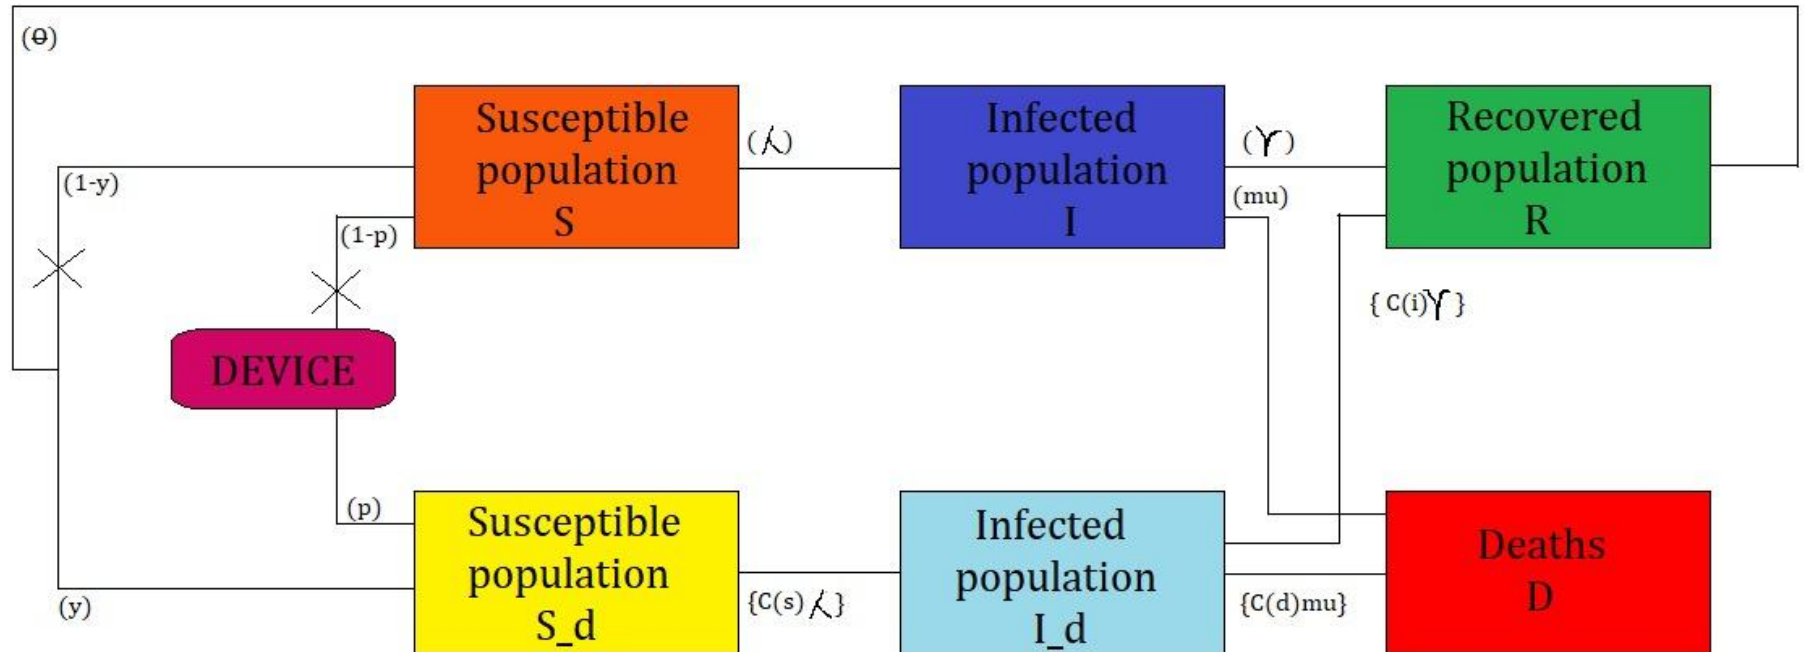 (Θ)
Susceptible
population
S
(λ)
Infected
population
I
(γ)
(mu)
Recovered
population
R
(1-y)
(1-p)
{ C(i)γ }
DEVICE
(p)
(y)
Susceptible
population
S_d
{C(s)λ}
Infected
population
I_d
{C(d)mu}
Deaths
D